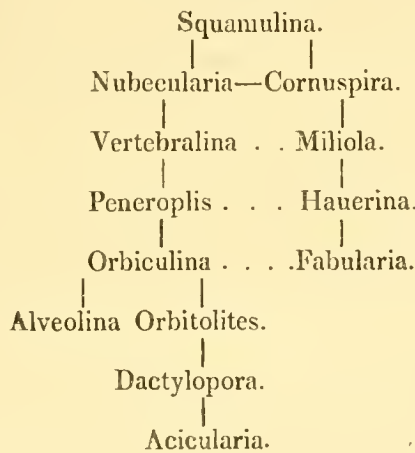 Squamulina.
Nubecularia—Cornuspira.
Vertebralina . . Miliola.
Peneroplis . . . Hauerina.
Orbiculina . . . .Fabularia.
Alveolina Orbitolites.
Dactylopora.
Acicularia.